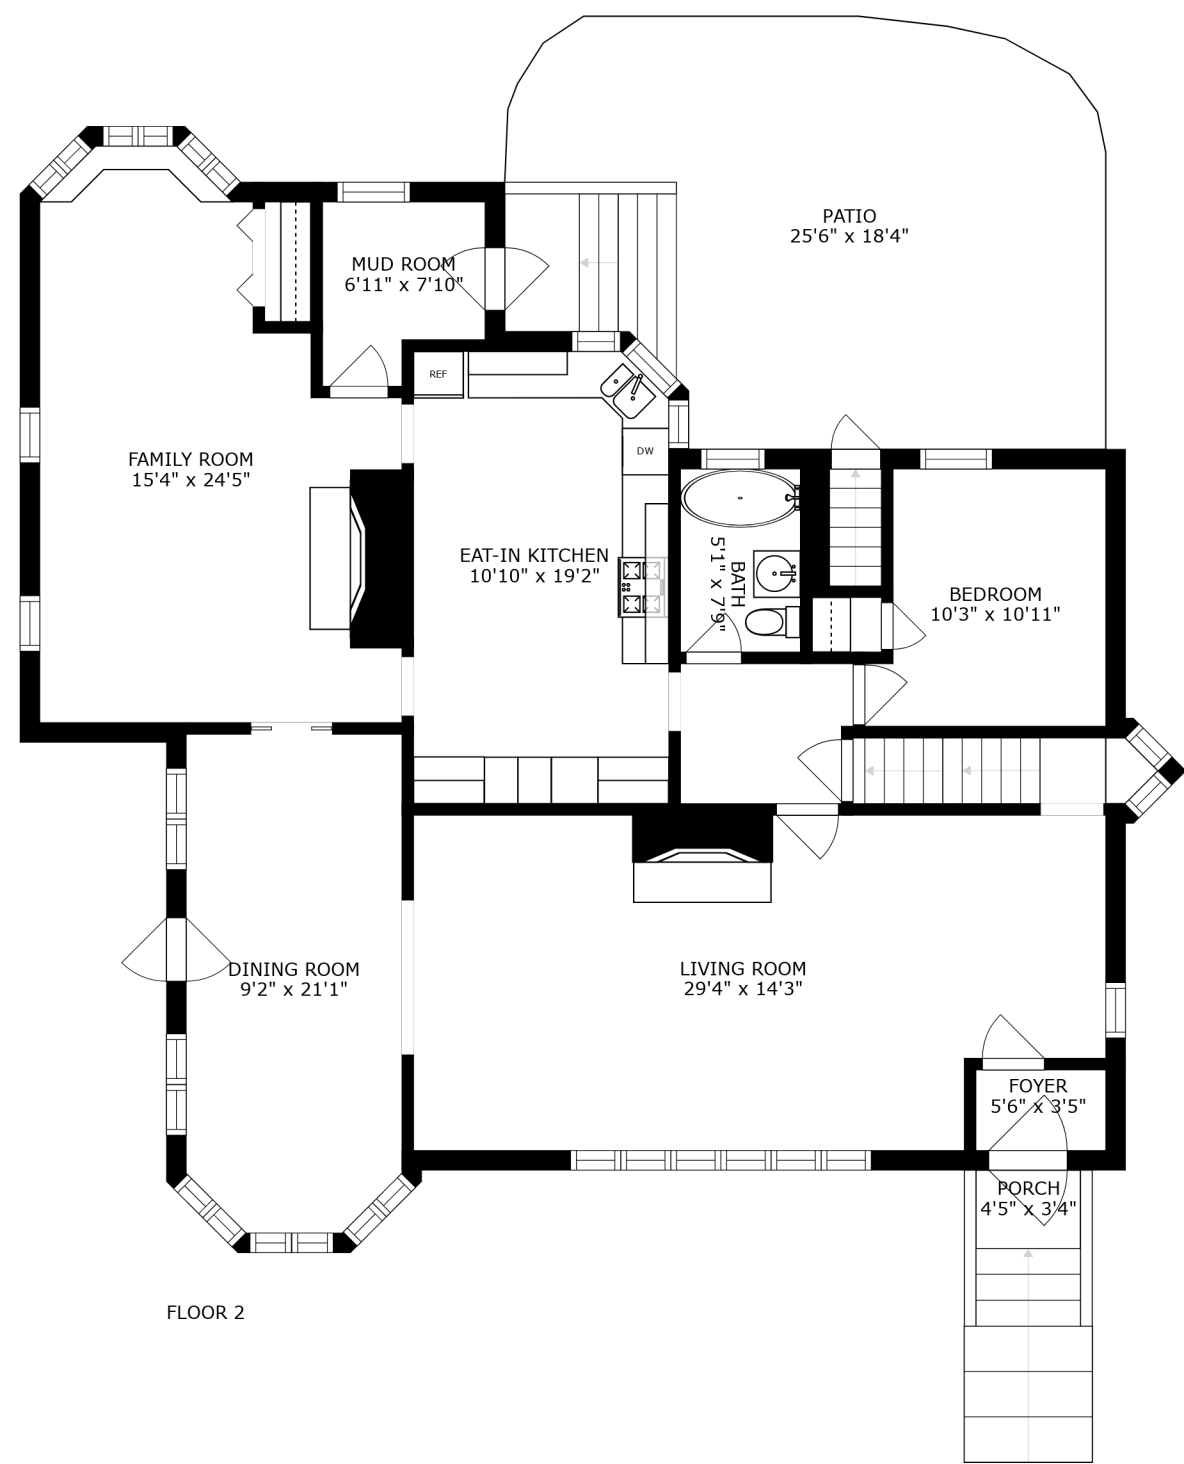 PATIO
25'6" x 18'4"
MUD ROOM
6'11" x 7'10"
REF
FAMILY ROOM
15'4" x 24'5"
DW
EAT-IN KITCHEN
10'10" x 19'2"
BATH
5'1" x 7'9"
BEDROOM
10'3" x 10'11"
DINING ROOM
9'2" x 21'1"
LIVING ROOM
29'4" x 14'3"
FOYER
5'6" x 3'5"
PORCH
4'5" x 3'4"
FLOOR 2